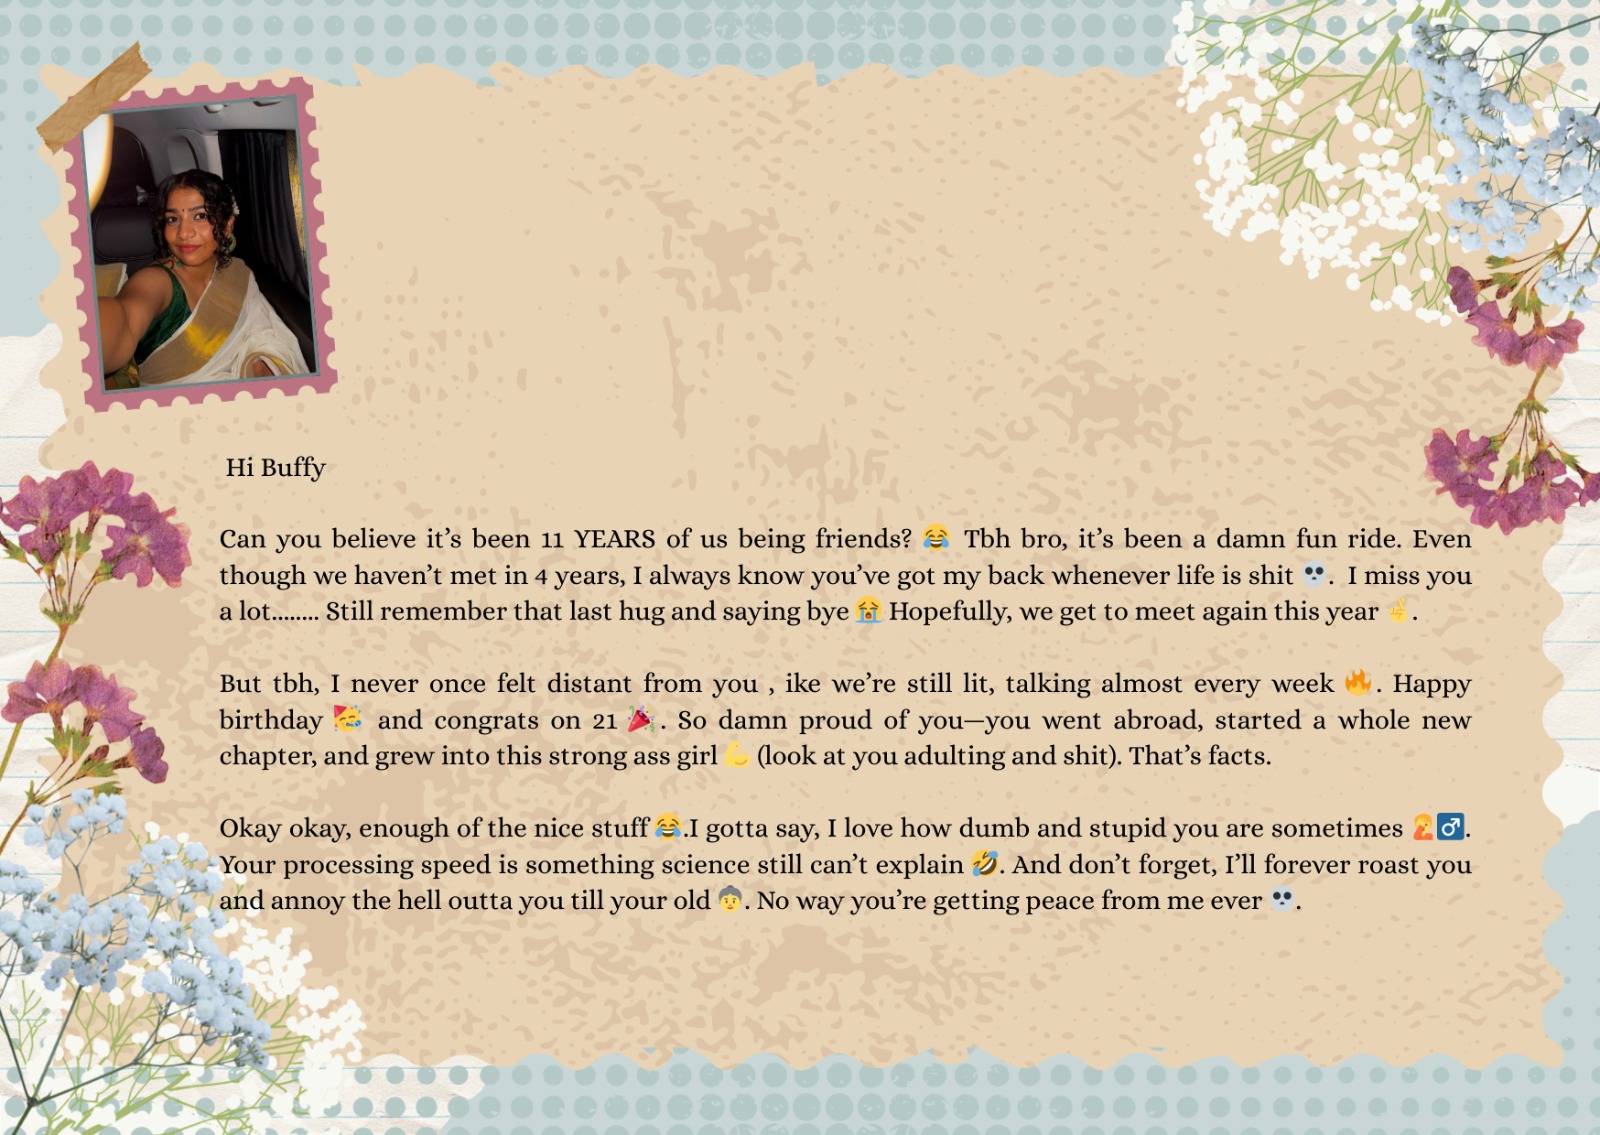 Hi Buffy
Can you believe it’s been 11 YEARS of us being friends? 😂 Tbh bro, it’s been a damn fun ride. Even
though we haven’t met in 4 years, I always know you’ve got my back whenever life is shit 💀. I miss you
a lot........ Still remember that last hug and saying bye 😭 Hopefully, we get to meet again this year 🤞.
But tbh, I never once felt distant from you , ike we’re still lit, talking almost every week 🔥. Happy
birthday 🥳 and congrats on 21 🎉. So damn proud of you—you went abroad, started a whole new
chapter, and grew into this strong ass girl 💪 (look at you adulting and shit). That’s facts.
Okay okay, enough of the nice stuff 😂.I gotta say, I love how dumb and stupid you are sometimes 🤦♂️.
Your processing speed is something science still can’t explain 🤣. And don’t forget, I’ll forever roast you
and annoy the hell outta you till your old 👵. No way you’re getting peace from me ever 💀.